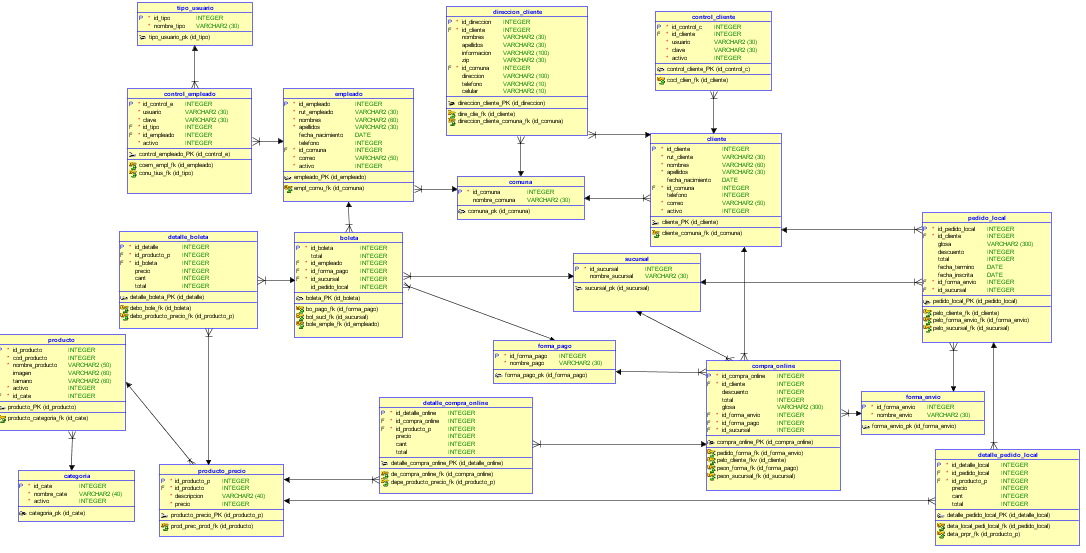 tipo_usuario
P * id_tipo INTEGER
* nombre_tipo VARCHAR2 (30)
tipo_usuario_pk (id_tipo)
direccion_cliente
P * id_direccion INTEGER
F * id_cliente INTEGER
nombres VARCHAR2 (30)
apellidos VARCHAR2 (30)
informacion VARCHAR2 (100)
zip VARCHAR2 (30)
F * id_comuna INTEGER
direccion VARCHAR2 (100)
telefono VARCHAR2 (10)
celular VARCHAR2 (10)
direccion_cliente_PK (id_direccion)
dire_clie_fk (id_cliente)
direccion_cliente_comuna_fk (id_comuna)
control_cliente
P * id_control_c INTEGER
F * id_cliente INTEGER
* usuario VARCHAR2 (30)
* clave VARCHAR2 (30)
* activo INTEGER
control_cliente_PK (id_control_c)
cocl_clien_fk (id_cliente)
control_empleado
P * id_control_e INTEGER
* usuario VARCHAR2 (30)
* clave VARCHAR2 (30)
F * id_tipo INTEGER
F * id_empleado INTEGER
* activo INTEGER
control_empleado_PK (id_control_e)
coem_empl_fk (id_empleado)
conu_tius_fk (id_tipo)
empleado
P * id_empleado INTEGER
* rut_empleado VARCHAR2 (30)
* nombres VARCHAR2 (60)
* apellidos VARCHAR2 (30)
fecha_nacimiento DATE
telefono INTEGER
F * id_comuna INTEGER
* correo VARCHAR2 (50)
* activo INTEGER
empleado_PK (id_empleado)
empl_comu_fk (id_comuna)
cliente
P * id_cliente INTEGER
* rut_cliente VARCHAR2 (30)
* nombres VARCHAR2 (60)
* apellidos VARCHAR2 (30)
fecha_nacimiento DATE
F * id_comuna INTEGER
telefono INTEGER
* correo VARCHAR2 (50)
* activo INTEGER
cliente_PK (id_cliente)
cliente_comuna_fk (id_comuna)
comuna
P * id_comuna INTEGER
* nombre_comuna VARCHAR2 (30)
comuna_pk (id_comuna)
pedido_local
P * id_pedido_local INTEGER
F * id_cliente INTEGER
glosa VARCHAR2 (300)
descuento INTEGER
total INTEGER
fecha_termino DATE
fecha_inscrita DATE
F * id_forma_envio INTEGER
F * id_sucursal INTEGER
pedido_local_PK (id_pedido_local)
pelo_cliente_fk (id_cliente)
pelo_forma_envio_fk (id_forma_envio)
pelo_sucursal_fk (id_sucursal)
detalle_boleta
P * id_detalle INTEGER
F * id_producto_p INTEGER
F * id_boleta INTEGER
precio INTEGER
cant INTEGER
total INTEGER
detalle_boleta_PK (id_detalle)
debo_bole_fk (id_boleta)
debo_producto_precio_fk (id_producto_p)
boleta
P * id_boleta INTEGER
total INTEGER
F * id_empleado INTEGER
F * id_forma_pago INTEGER
F * id_sucursal INTEGER
id_pedido_local INTEGER
boleta_PK (id_boleta)
bo_pago_fk (id_forma_pago)
bol_sucl_fk (id_sucursal)
bole_emple_fk (id_empleado)
sucursal
P * id_sucursal INTEGER
* nombre_sucursal VARCHAR2 (30)
sucursal_pk (id_sucursal)
producto
P * id_producto INTEGER
* cod_producto INTEGER
* nombre_producto VARCHAR2 (50)
imagen VARCHAR2 (60)
tamano VARCHAR2 (60)
* activo INTEGER
F * id_cate INTEGER
producto_PK (id_producto)
producto_categoria_fk (id_cate)
forma_pago
P * id_forma_pago INTEGER
* nombre_pago VARCHAR2 (30)
forma_pago_pk (id_forma_pago)
compra_online
P * id_compra_online INTEGER
F * id_cliente INTEGER
descuento INTEGER
total INTEGER
glosa VARCHAR2 (300)
F * id_forma_envio INTEGER
F * id_forma_pago INTEGER
F * id_sucursal INTEGER
compra_online_PK (id_compra_online)
pedido_forma_fk (id_forma_envio)
pelo_cliente_fkv (id_cliente)
peon_forma_fk (id_forma_pago)
peon_sucursal_fk (id_sucursal)
forma_envio
P * id_forma_envio INTEGER
* nombre_envio VARCHAR2 (30)
forma_envio_pk (id_forma_envio)
detalle_compra_online
P * id_detalle_online INTEGER
F * id_compra_online INTEGER
F * id_producto_p INTEGER
precio INTEGER
cant INTEGER
total INTEGER
detalle_compra_online_PK (id_detalle_online)
de_compra_online_fk (id_compra_online)
depe_producto_precio_fk (id_producto_p)
categoria
P * id_cate INTEGER
* nombre_cate VARCHAR2 (40)
* activo INTEGER
categoria_pk (id_cate)
producto_precio
P * id_producto_p INTEGER
F * id_producto INTEGER
* descripcion VARCHAR2 (40)
* precio INTEGER
producto_precio_PK (id_producto_p)
prod_prec_prod_fk (id_producto)
detalle_pedido_local
P * id_detalle_local INTEGER
F * id_pedido_local INTEGER
F * id_producto_p INTEGER
precio INTEGER
cant INTEGER
total INTEGER
detalle_pedido_local_PK (id_detalle_local)
deta_local_pedi_local_fk (id_pedido_local)
deta_prpr_fk (id_producto_p)